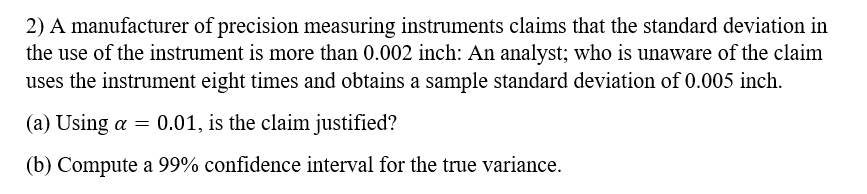 2) A manufacturer of precision measuring instruments claims that the standard deviation in
the use of the instrument is more than 0.002 inch: An analyst; who is unaware of the claim
uses the instrument eight times and obtains a sample standard deviation of 0.005 inch.
(a) Using α = 0.01, is the claim justified?
(b) Compute a 99% confidence interval for the true variance.